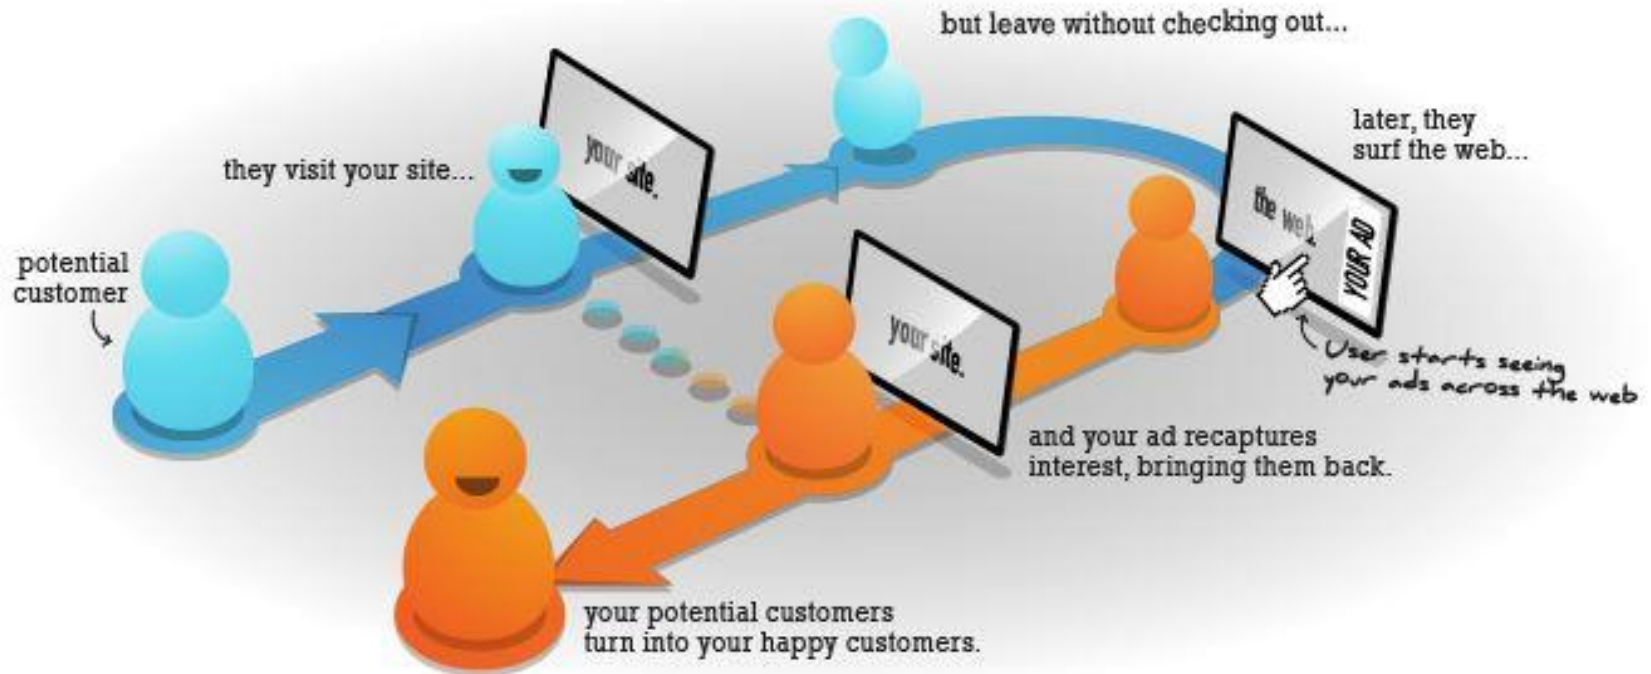 but leave without checking out...
they visit your site...
your site.
later, they
surf the web...
potential
customer
the web.
YOUR AD
your site.
User starts seeing
your ads across the web
and your ad recaptures
interest, bringing them back.
your potential customers
turn into your happy customers.